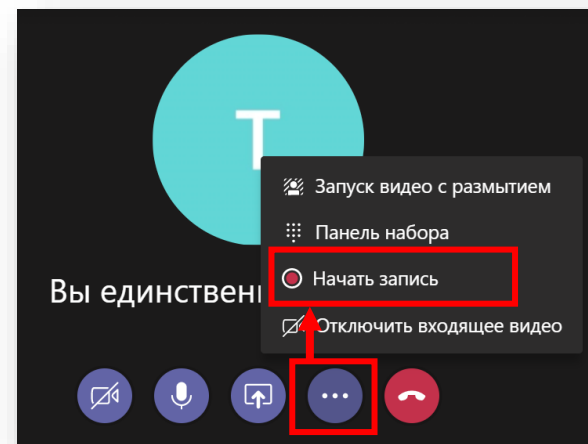 T
Запуск видео с размытием
Панель набора
Начать запись
Вы единственн
Отключить входящее видео